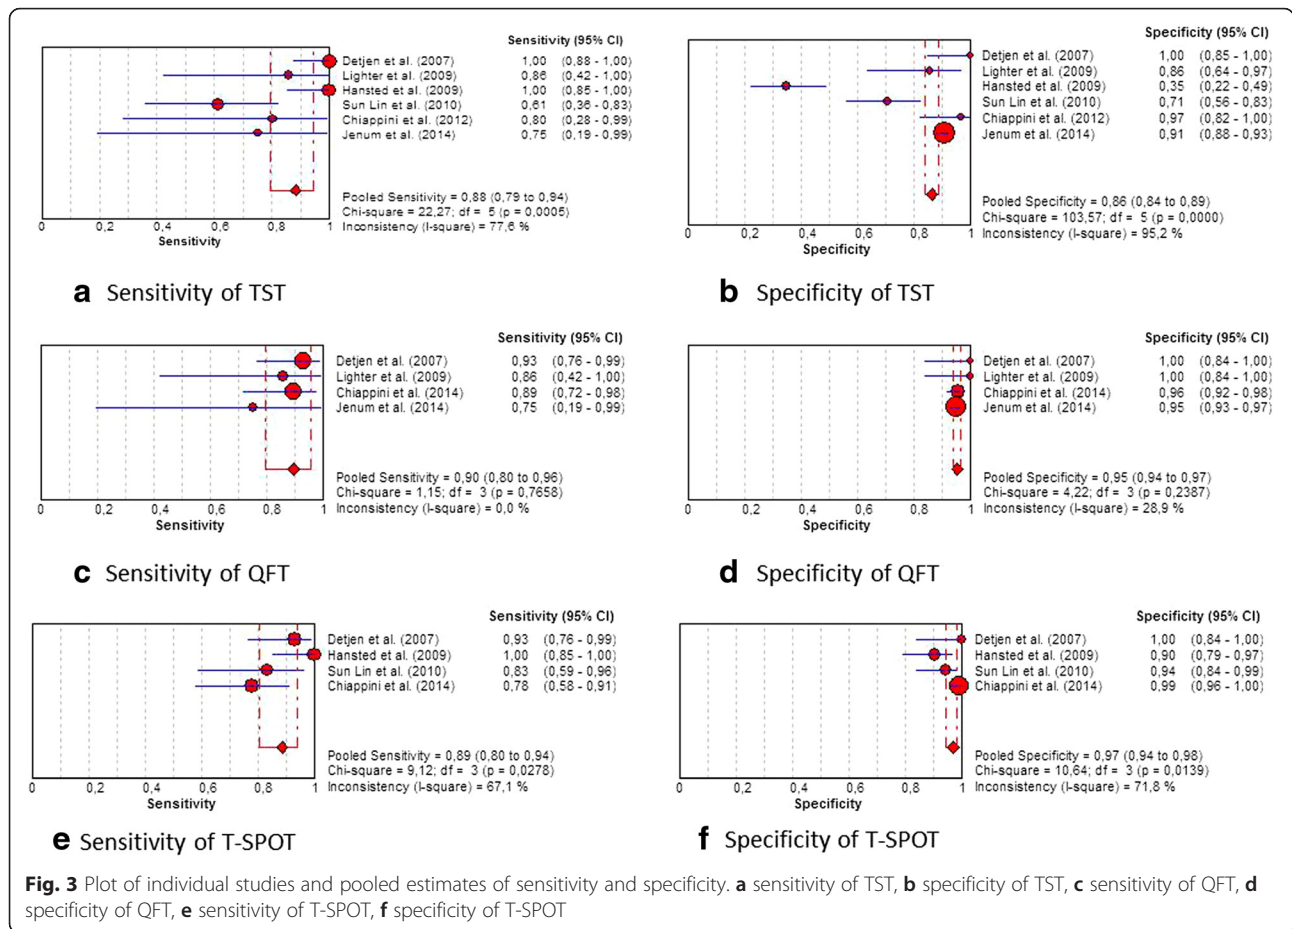 Sensitivity (95% CI)
Detjen et al. (2007) 1,00 (0,88 - 1,00)
Lighter et al. (2009) 0,86 (0,42 - 1,00)
Hansted et al. (2009) 1,00 (0,85 - 1,00)
Sun Lin et al. (2010) 0,61 (0,36 - 0,83)
Chiappini et al. (2012) 0,80 (0,28 - 0,99)
Jenum et al. (2014) 0,75 (0,19 - 0,99)
Pooled Sensitivity = 0,88 (0,79 to 0,94)
Chi-square = 22,27; df = 5 (p = 0,0005)
Inconsistency (I-square) = 77,6 %
0 0,2 0,4 0,6 0,8 1
Sensitivity
a Sensitivity of TST
Specificity (95% CI)
Detjen et al. (2007) 1,00 (0,85 - 1,00)
Lighter et al. (2009) 0,86 (0,64 - 0,97)
Hansted et al. (2009) 0,35 (0,22 - 0,49)
Sun Lin et al. (2010) 0,71 (0,56 - 0,83)
Chiappini et al. (2012) 0,97 (0,82 - 1,00)
Jenum et al. (2014) 0,91 (0,88 - 0,93)
Pooled Specificity = 0,86 (0,84 to 0,89)
Chi-square = 103,57; df = 5 (p = 0,0000)
Inconsistency (I-square) = 95,2 %
0 0,2 0,4 0,6 0,8 1
Specificity
b Specificity of TST
Sensitivity (95% CI)
Detjen et al. (2007) 0,93 (0,76 - 0,99)
Lighter et al. (2009) 0,86 (0,42 - 1,00)
Chiappini et al. (2014) 0,89 (0,72 - 0,98)
Jenum et al. (2014) 0,75 (0,19 - 0,99)
Pooled Sensitivity = 0,90 (0,80 to 0,96)
Chi-square = 1,15; df = 3 (p = 0,7658)
Inconsistency (I-square) = 0,0 %
0 0,2 0,4 0,6 0,8 1
Sensitivity
c Sensitivity of QFT
Specificity (95% CI)
Detjen et al. (2007) 1,00 (0,84 - 1,00)
Lighter et al. (2009) 1,00 (0,84 - 1,00)
Chiappini et al. (2014) 0,96 (0,92 - 0,98)
Jenum et al. (2014) 0,95 (0,93 - 0,97)
Pooled Specificity = 0,95 (0,94 to 0,97)
Chi-square = 4,22; df = 3 (p = 0,2387)
Inconsistency (I-square) = 28,9 %
0 0,2 0,4 0,6 0,8 1
Specificity
d Specificity of QFT
Sensitivity (95% CI)
Detjen et al. (2007) 0,93 (0,76 - 0,99)
Hansted et al. (2009) 1,00 (0,85 - 1,00)
Sun Lin et al. (2010) 0,83 (0,59 - 0,96)
Chiappini et al. (2014) 0,78 (0,58 - 0,91)
Pooled Sensitivity = 0,89 (0,80 to 0,94)
Chi-square = 9,12; df = 3 (p = 0,0278)
Inconsistency (I-square) = 67,1 %
0 0,2 0,4 0,6 0,8 1
Sensitivity
e Sensitivity of T-SPOT
Specificity (95% CI)
Detjen et al. (2007) 1,00 (0,84 - 1,00)
Hansted et al. (2009) 0,90 (0,79 - 0,97)
Sun Lin et al. (2010) 0,94 (0,84 - 0,99)
Chiappini et al. (2014) 0,99 (0,96 - 1,00)
Pooled Specificity = 0,97 (0,94 to 0,98)
Chi-square = 10,64; df = 3 (p = 0,0139)
Inconsistency (I-square) = 71,8 %
0 0,2 0,4 0,6 0,8 1
Specificity
f Specificity of T-SPOT
Fig. 3 Plot of individual studies and pooled estimates of sensitivity and specificity. a sensitivity of TST, b specificity of TST, c sensitivity of QFT, d
specificity of QFT, e sensitivity of T-SPOT, f specificity of T-SPOT